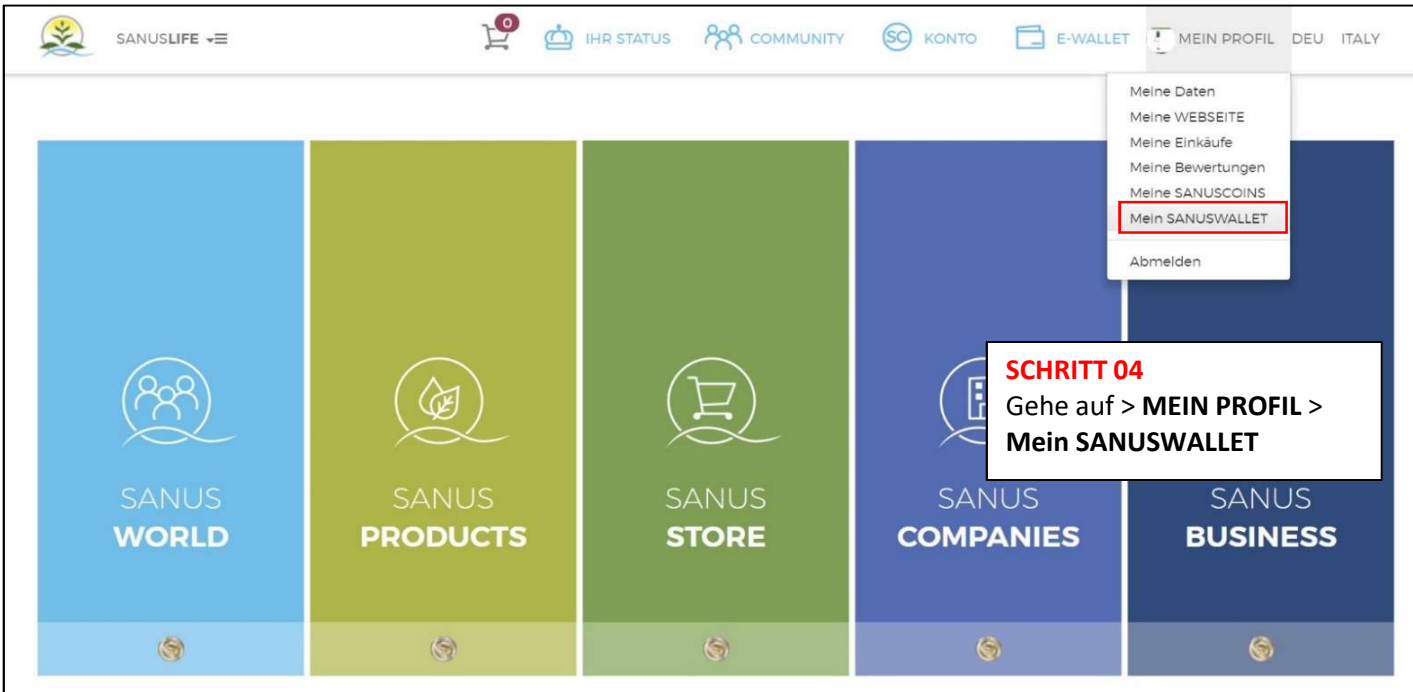 SANUSLIFE
0
IHR STATUS
COMMUNITY
SC KONTO
E-WALLET
MEIN PROFIL
DEU
ITALY
Meine Daten
Meine WEBSEITE
Meine Einkäufe
Meine Bewertungen
Meine SANUSCOINS
Mein SANUSWALLET
Abmelden
SCHRITT 04
Gehe auf > MEIN PROFIL >
Mein SANUSWALLET
SANUS
WORLD
SANUS
PRODUCTS
SANUS
STORE
SANUS
COMPANIES
SANUS
BUSINESS